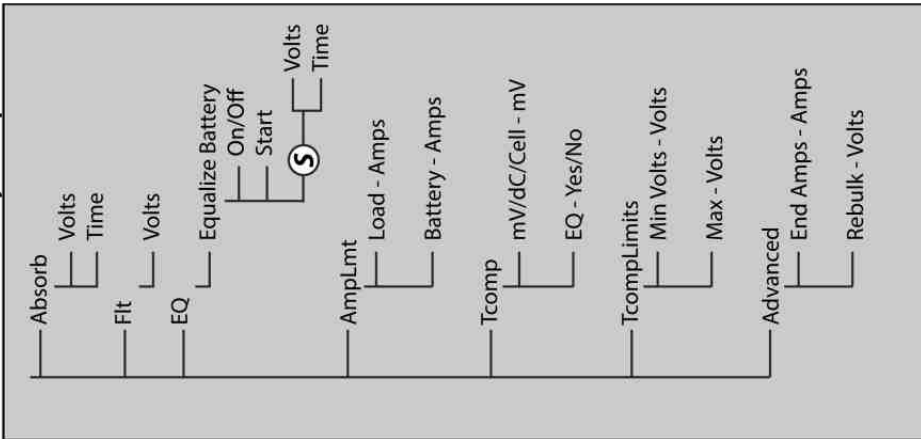 Absorb
Volts
Time
Flt
Volts
EQ
Equalize Battery
On/Off
Start
S
Volts
Time
AmpLmt
Load - Amps
Battery - Amps
Tcomp
mV/dC/Cell - mV
EQ - Yes/No
TcompLimits
Min Volts - Volts
Max - Volts
Advanced
End Amps - Amps
Rebulk - Volts